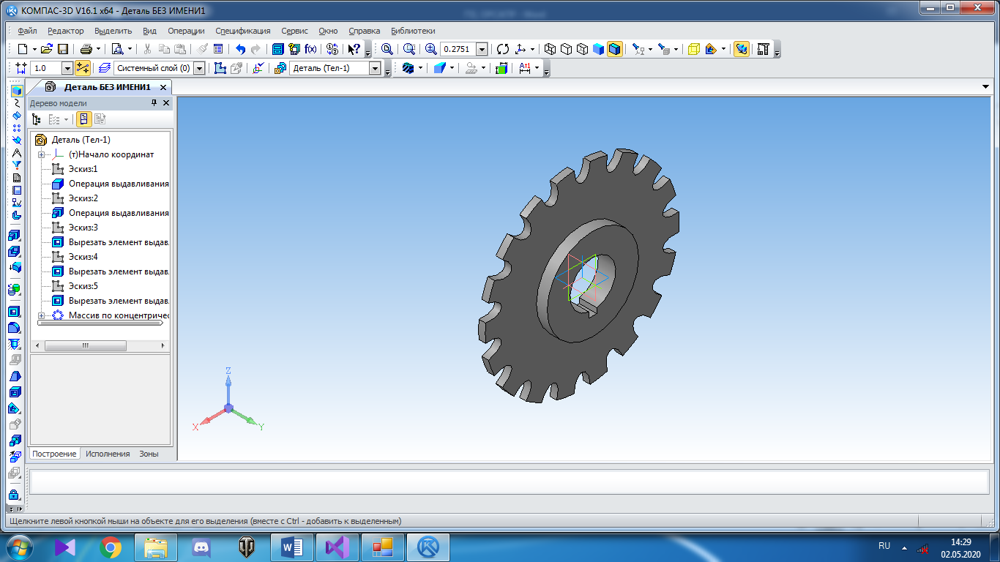 КОМПАС-3D V16.1 x64 - Деталь БЕЗ ИМЕНИ1
Файл Редактор Выделить Вид Операции Спецификация Сервис Окно Справка Библиотеки
f(x) 0.2751
1.0 Системный слой (0) Деталь (Тел-1)
Деталь БЕЗ ИМЕНИ1
Дерево модели
Деталь (Тел-1)
(т)Начало координат
Эскиз:1
Операция выдавливания
Эскиз:2
Операция выдавливания
Эскиз:3
Вырезать элемент выдав
Эскиз:4
Вырезать элемент выдав
Эскиз:5
Вырезать элемент выдав
Массив по концентричес
Z
X
Y
Построение Исполнения Зоны
Щелкните левой кнопкой мыши на объекте для его выделения (вместе с Ctrl - добавить к выделенным)
RU
14:29
02.05.2020